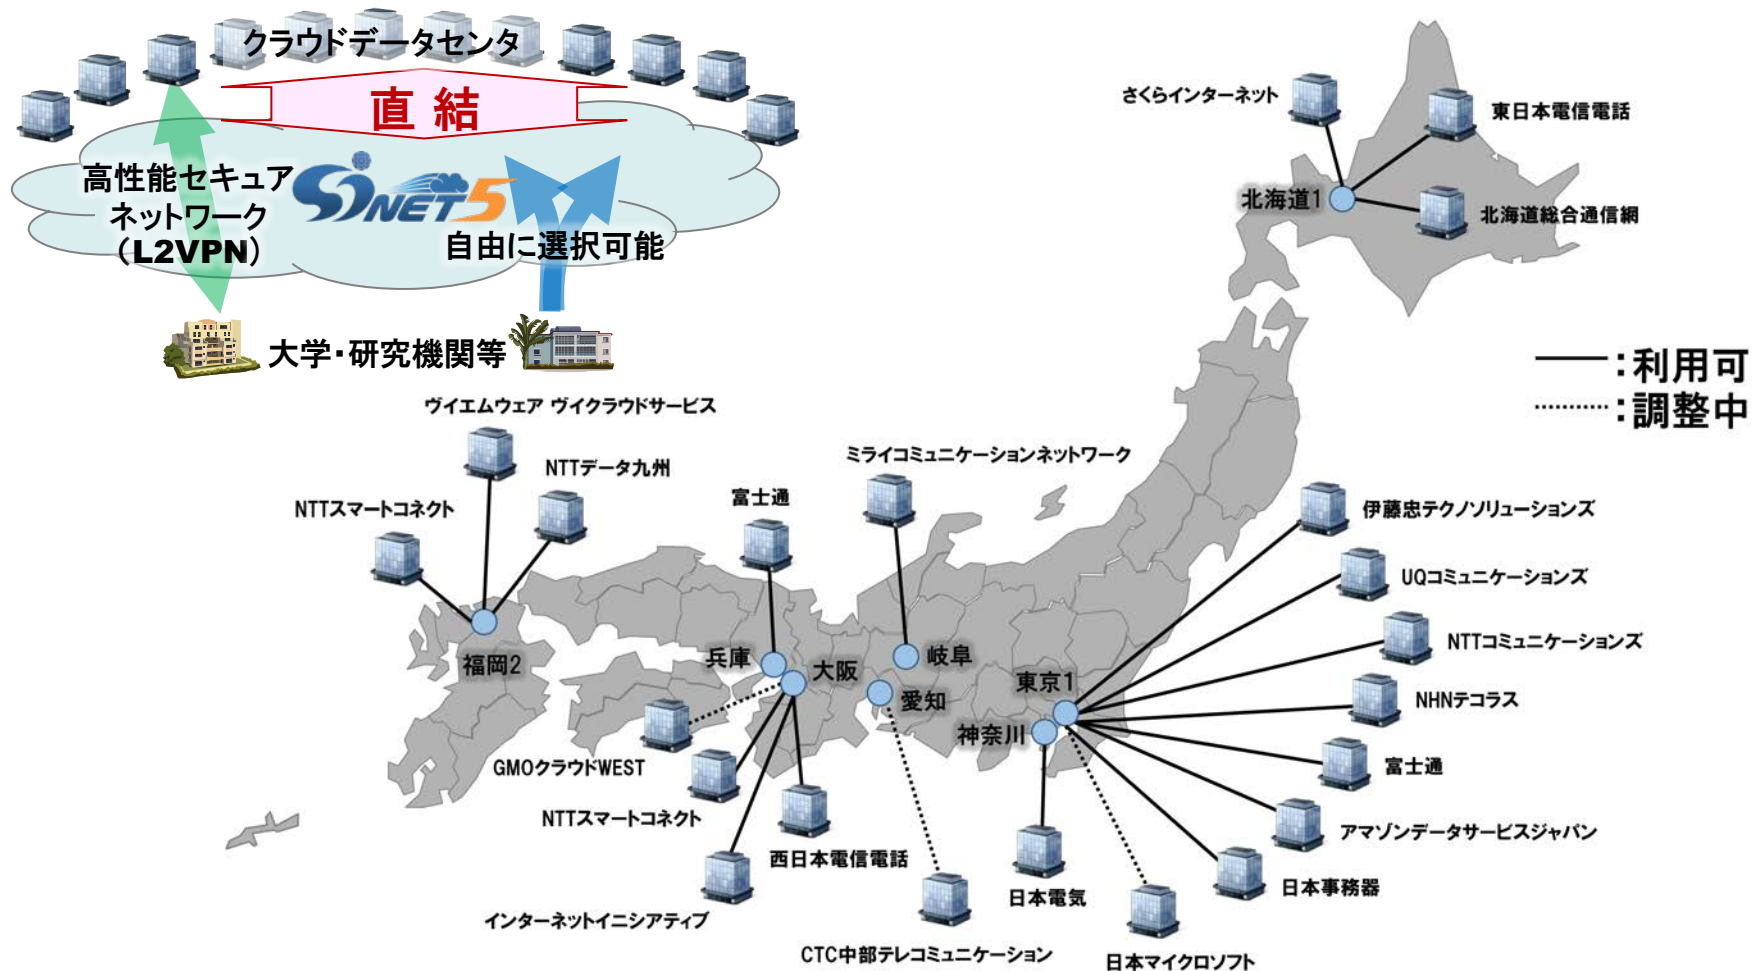 クラウドデータセンタ
直 結
高性能セキュア
ネットワーク
(L2VPN)
SINET5
自由に選択可能
大学・研究機関等
さくらインターネット
東日本電信電話
北海道1
北海道総合通信網
:利用可
:調整中
ヴイエムウェア ヴイクラウドサービス
NTTデータ九州
NTTスマートコネクト
富士通
ミライコミュニケーションネットワーク
伊藤忠テクノソリューションズ
UQコミュニケーションズ
NTTコミュニケーションズ
NHNテコラス
富士通
アマゾンデータサービスジャパン
日本事務器
福岡2
兵庫
大阪
岐阜
愛知
東京1
神奈川
GMOクラウドWEST
NTTスマートコネクト
西日本電信電話
インターネットイニシアティブ
CTC中部テレコミュニケーション
日本電気
日本マイクロソフト